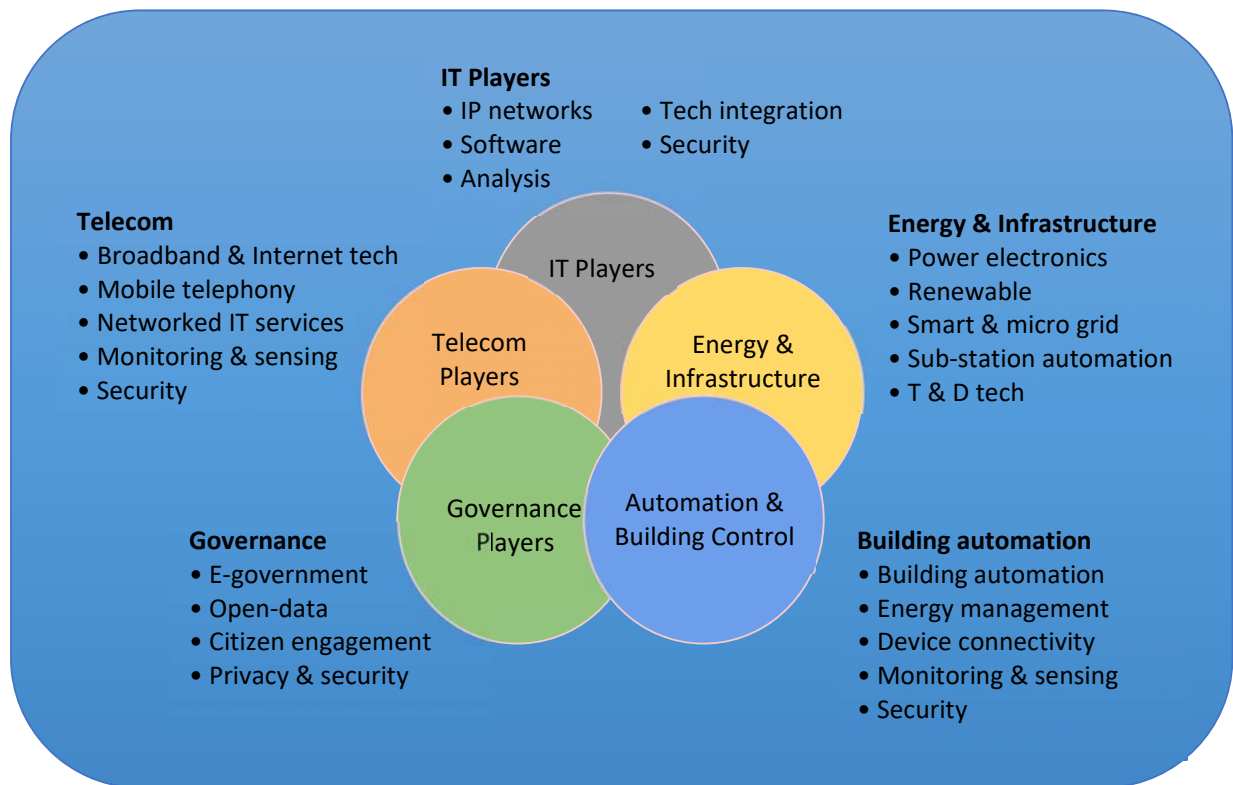 IT Players
• IP networks
• Software
• Analysis
• Tech integration
• Security
Telecom
• Broadband & Internet tech
• Mobile telephony
• Networked IT services
• Monitoring & sensing
• Security
Energy & Infrastructure
• Power electronics
• Renewable
• Smart & micro grid
• Sub-station automation
• T & D tech
IT Players
Telecom
Players
Energy &
Infrastructure
Governance
Players
Automation &
Building Control
Governance
• E-government
• Open-data
• Citizen engagement
• Privacy & security
Building automation
• Building automation
• Energy management
• Device connectivity
• Monitoring & sensing
• Security